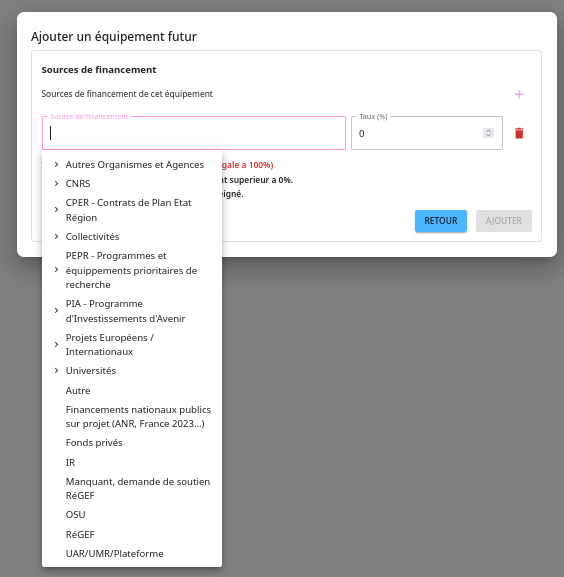 Ajouter un équipement futur
Sources de financement
Sources de financement de cet équipement
Source de financement
Taux (%)
0
gale a 100%)
t superieur a 0%.
eigné.
RETOUR
AJOUTER
Autres Organismes et Agences
CNRS
CPER - Contrats de Plan Etat
Région
Collectivités
PEPR - Programmes et
équippements prioritaires de
recherche
PIA - Programme
d'Investissements d'Avenir
Projets Européens /
Internationaux
Universités
Autre
Financements nationaux publics
sur projet (ANR, France 2023...)
Fonds privés
IR
Manquant, demande de soutien
RéGEF
OSU
RéGEF
UAR/UMR/Plateforme